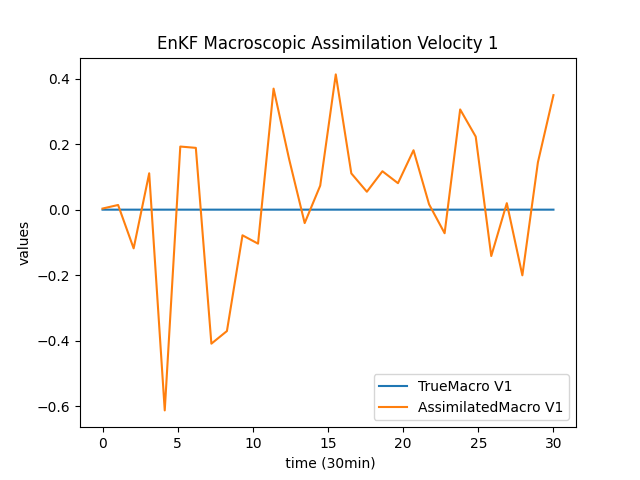 EnKF Macroscopic Assimilation Velocity 1
0.4
0.2
0.0
−0.2
−0.4
−0.6
values
0
5
10
15
20
25
30
time (30min)
TrueMacro V1
AssimilatedMacro V1